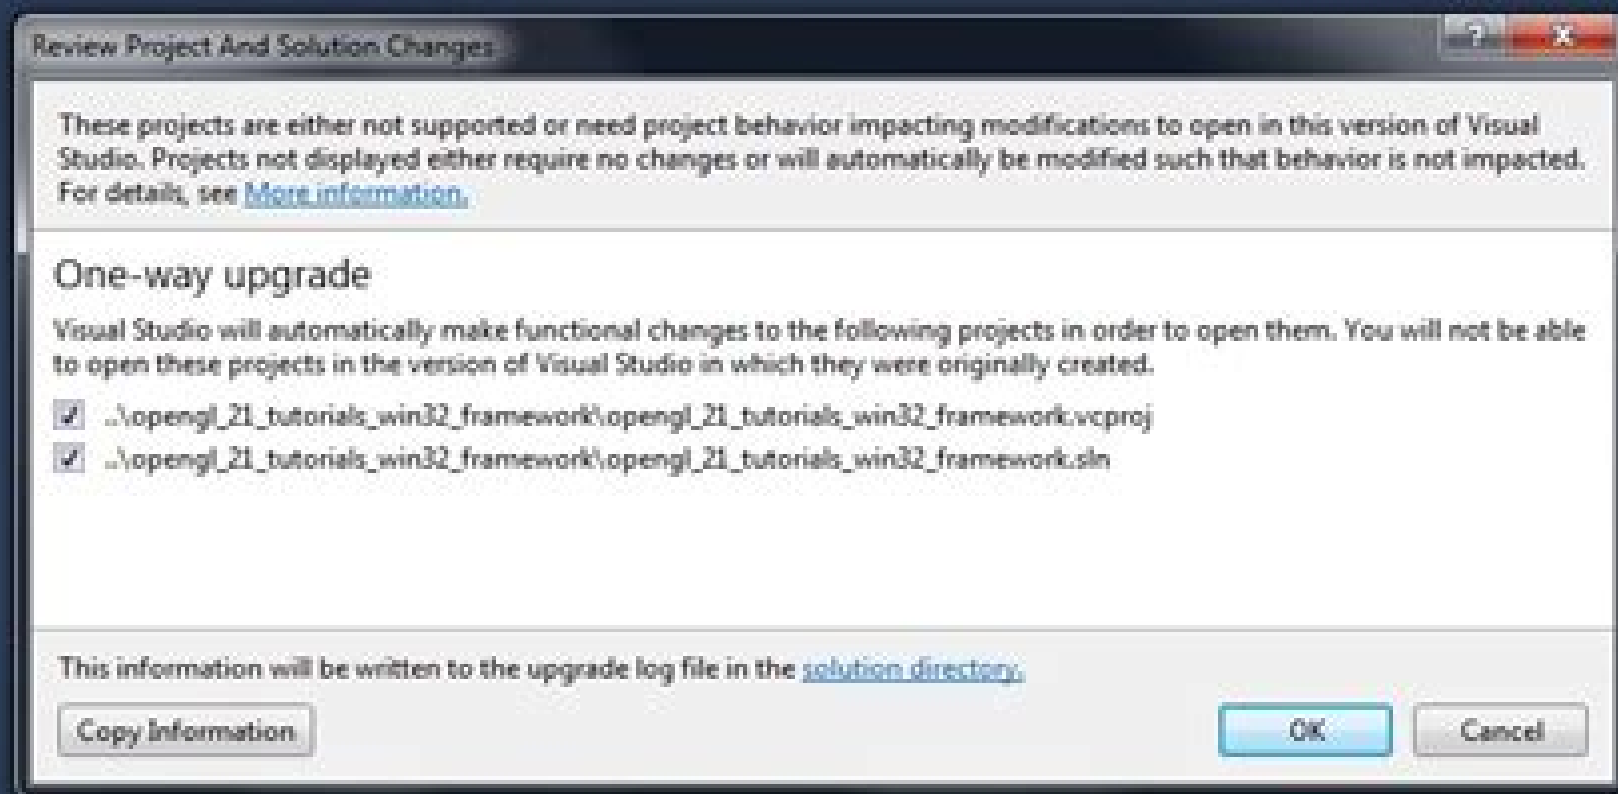 Review Project And Solution Changes
?
These projects are either not supported or need project behavior impacting modifications to open in this version of Visual
Studio. Projects not displayed either require no changes or will automatically be modified such that behavior is not impacted.
For details, see More information.
One-way upgrade
Visual Studio will automatically make functional changes to the following projects in order to open them. You will not be able
to open these projects in the version of Visual Studio in which they were originally created.
..\opengl_21_tutorials_win32_framework\opengl_21_tutorials_win32_framework.vcproj
..\opengl_21_tutorials_win32_framework\opengl_21_tutorials_win32_framework.sln
This information will be written to the upgrade log file in the solution directory.
Copy Information
OK
Cancel